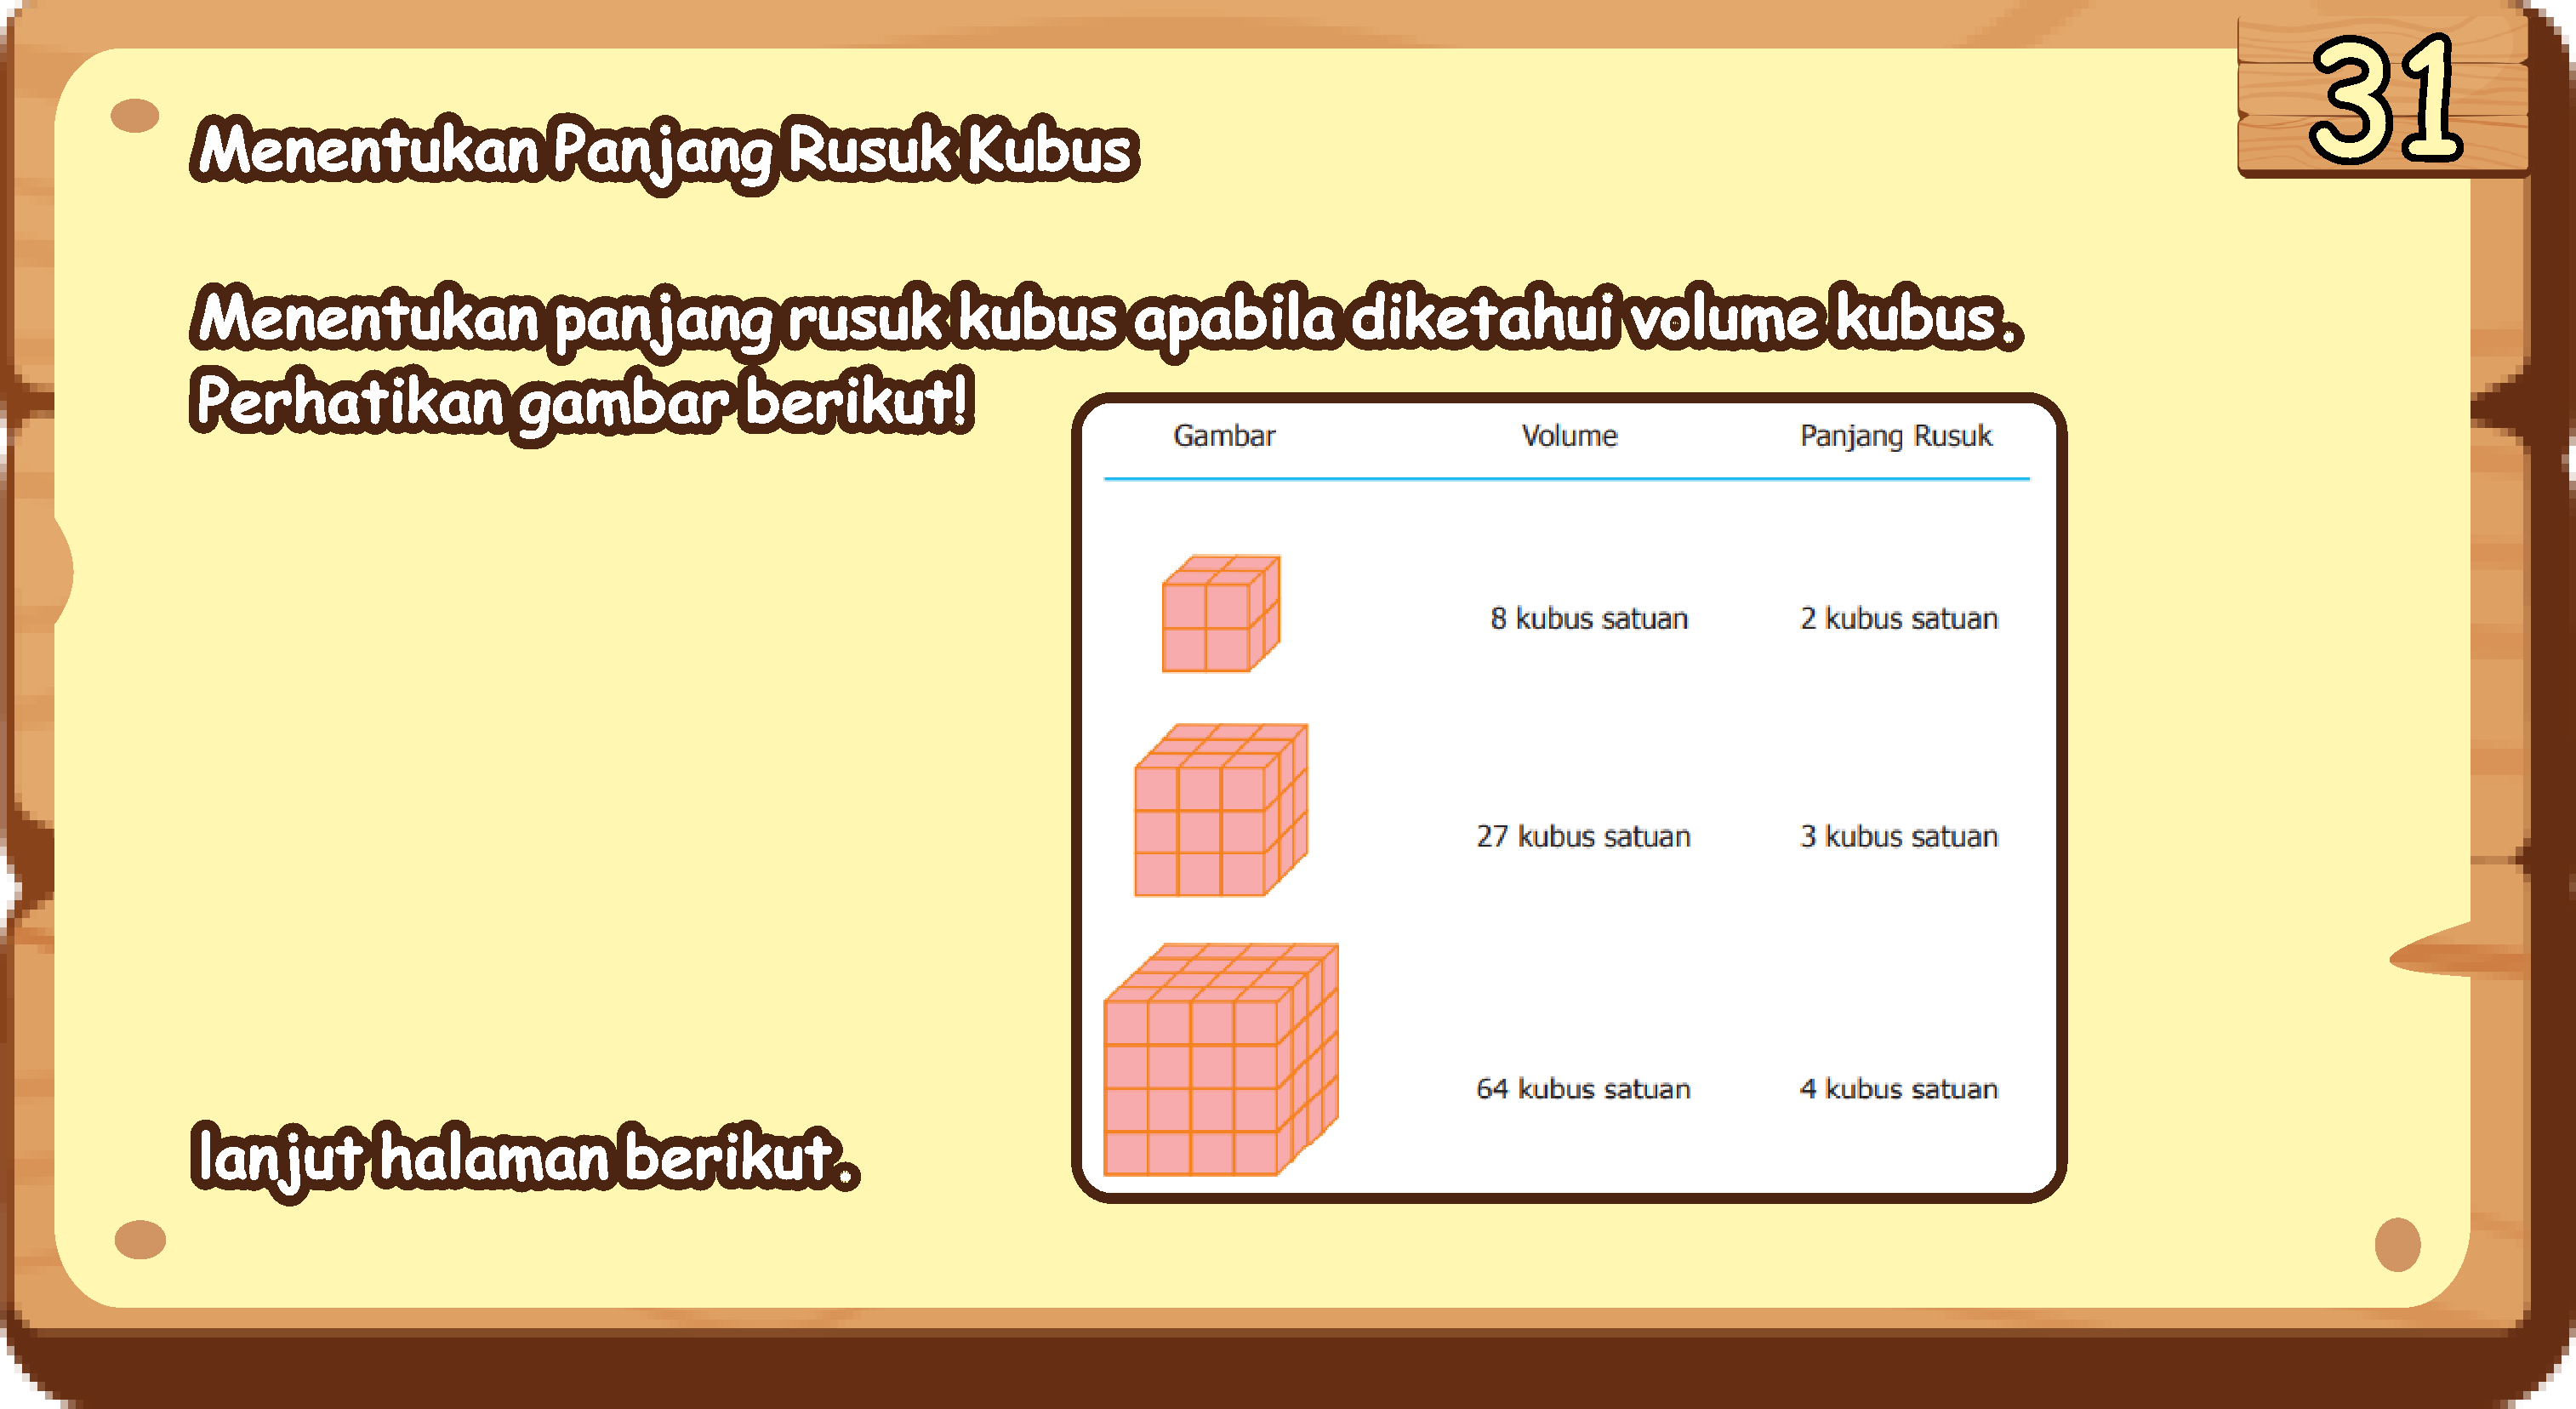 31
Menentukan Panjang Rusuk Kubus
Menentukan panjang rusuk kubus apabila diketahui volume kubus.
Perhatikan gambar berikut!
Gambar Volume Panjang Rusuk
8 kubus satuan 2 kubus satuan
27 kubus satuan 3 kubus satuan
64 kubus satuan 4 kubus satuan
lanjut halaman berikut.